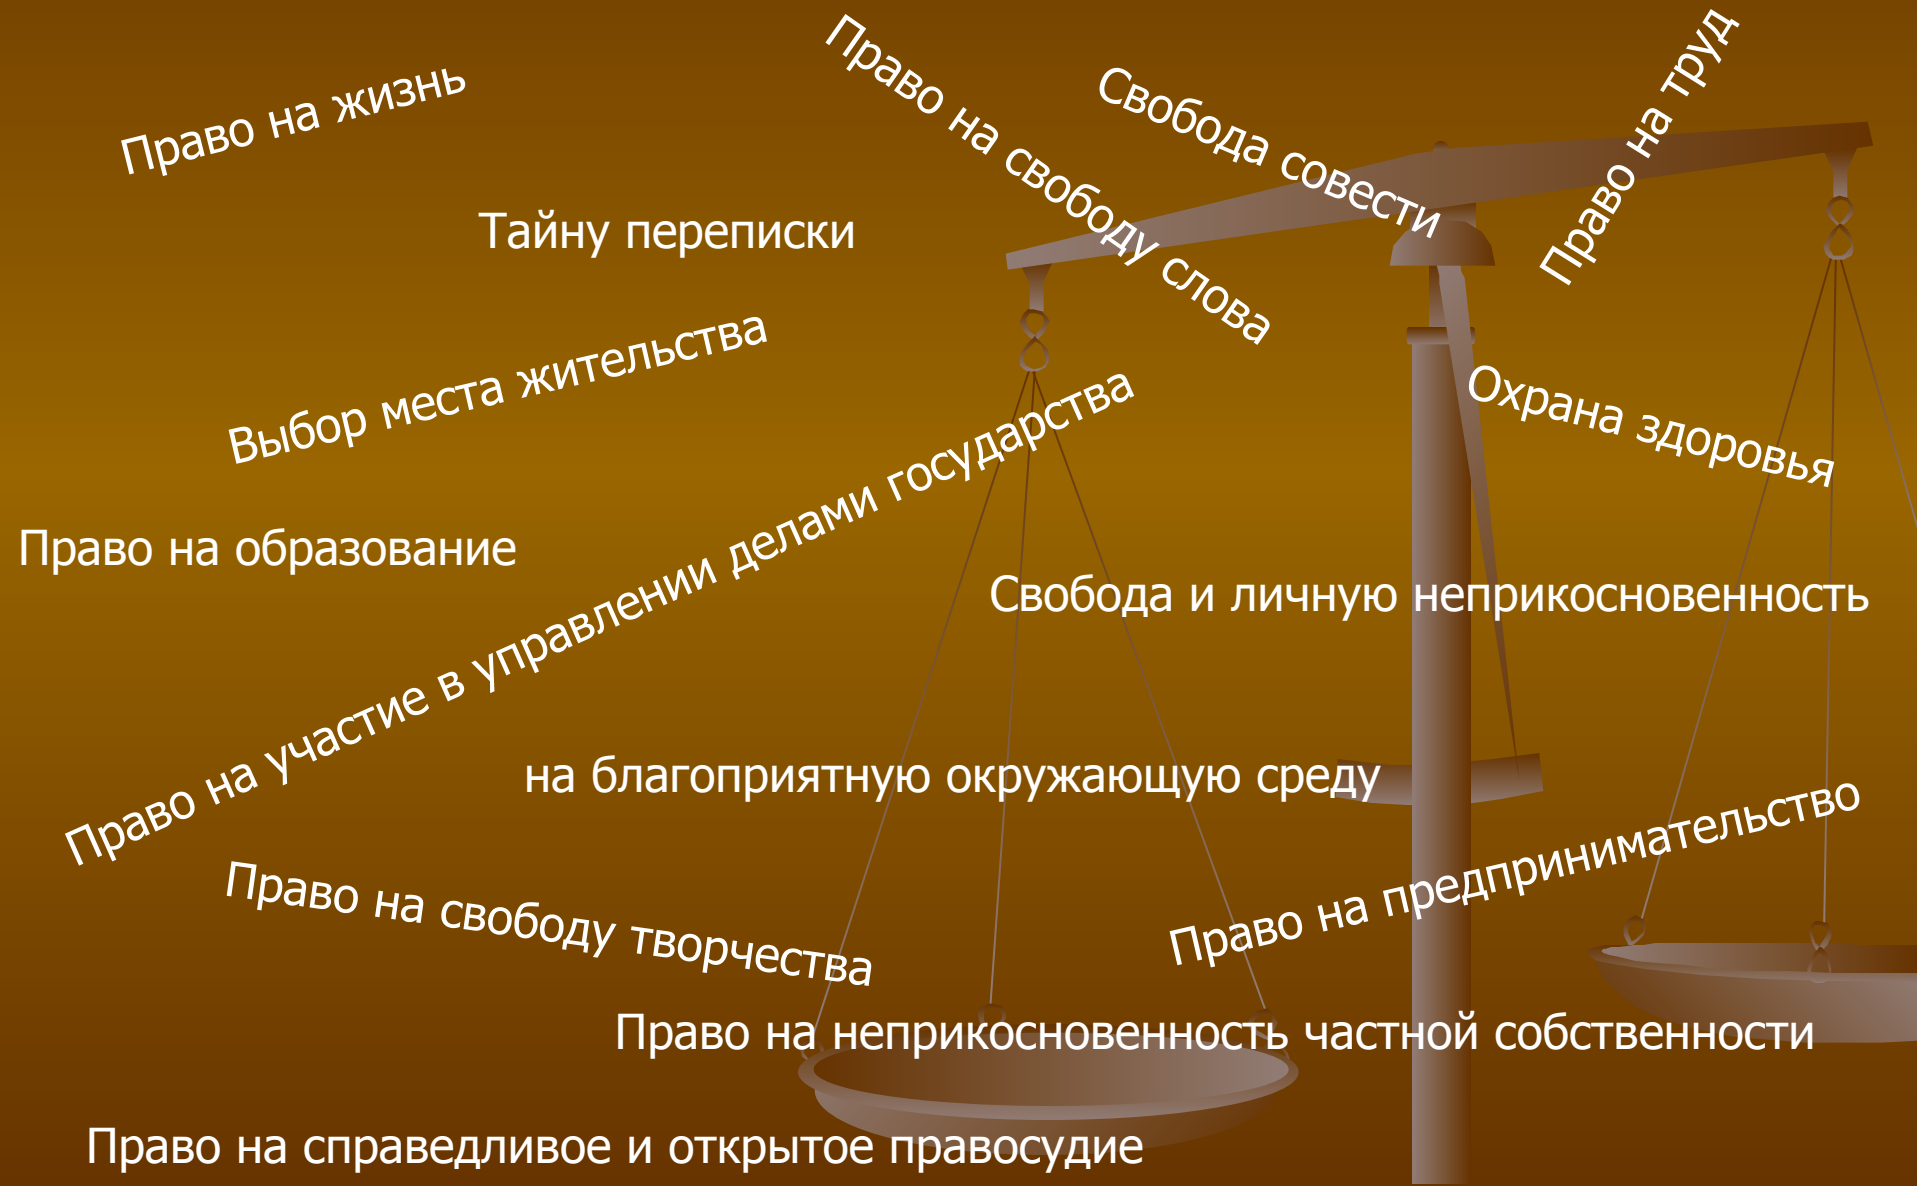 Право на жизнь
Право на свободу слова
Свобода совести
Право на труд
Тайну переписки
Выбор места жительства
Охрана здоровья
Право на образование
Право на участие в управлении делами государства
Свобода и личную неприкосновенность
на благоприятную окружающую среду
Право на предпринимательство
Право на свободу творчества
Право на неприкосновенность частной собственности
Право на справедливое и открытое правосудие